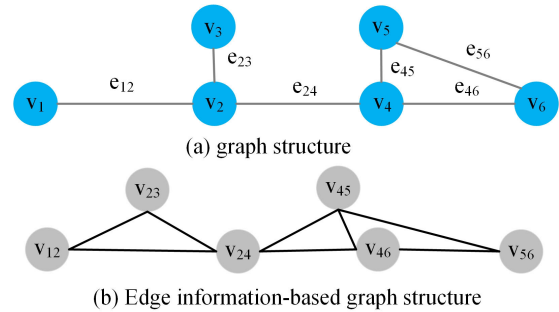 v₃
v₅
e₂₃
e₅₆
e₁₂
e₂₄
e₄₅
e₄₆
v₁
v₂
v₄
v₆
(a) graph structure
v₂₃
v₄₅
v₁₂
v₂₄
v₄₆
v₅₆
(b) Edge information-based graph structure